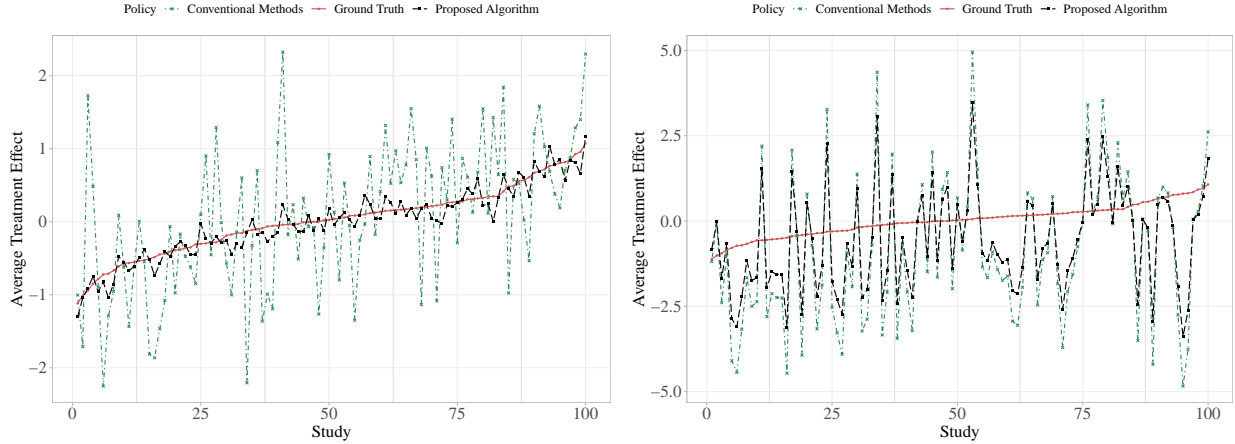 Policy Conventional Methods Ground Truth Proposed Algorithm
2
1
0
−1
−2
Average Treatment Effect
0 25 50 75 100
Study
Policy Conventional Methods Ground Truth Proposed Algorithm
5.0
2.5
0.0
−2.5
−5.0
Average Treatment Effect
0 25 50 75 100
Study